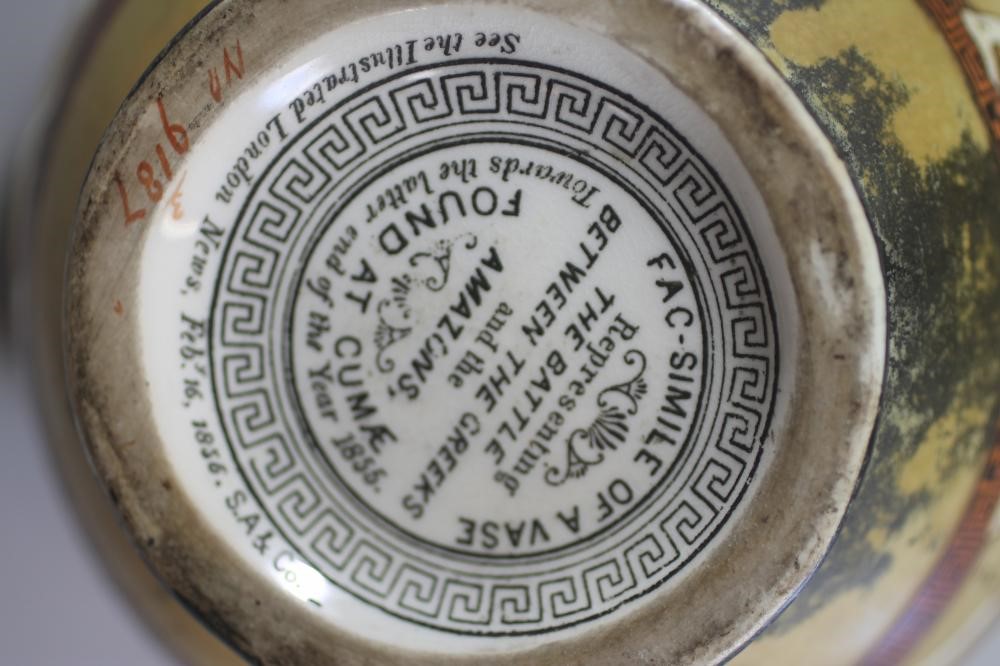 FAC-SIMILE OF A VASE
Representing
THE BATTLE
BETWEEN THE GREEKS
and the
AMAZONS,
FOUND AT CUMÆ
Towards the latter end of the Year 1855.
See the Illustrated London News, Feb.y 16, 1856. S.A & Co.
9187
3